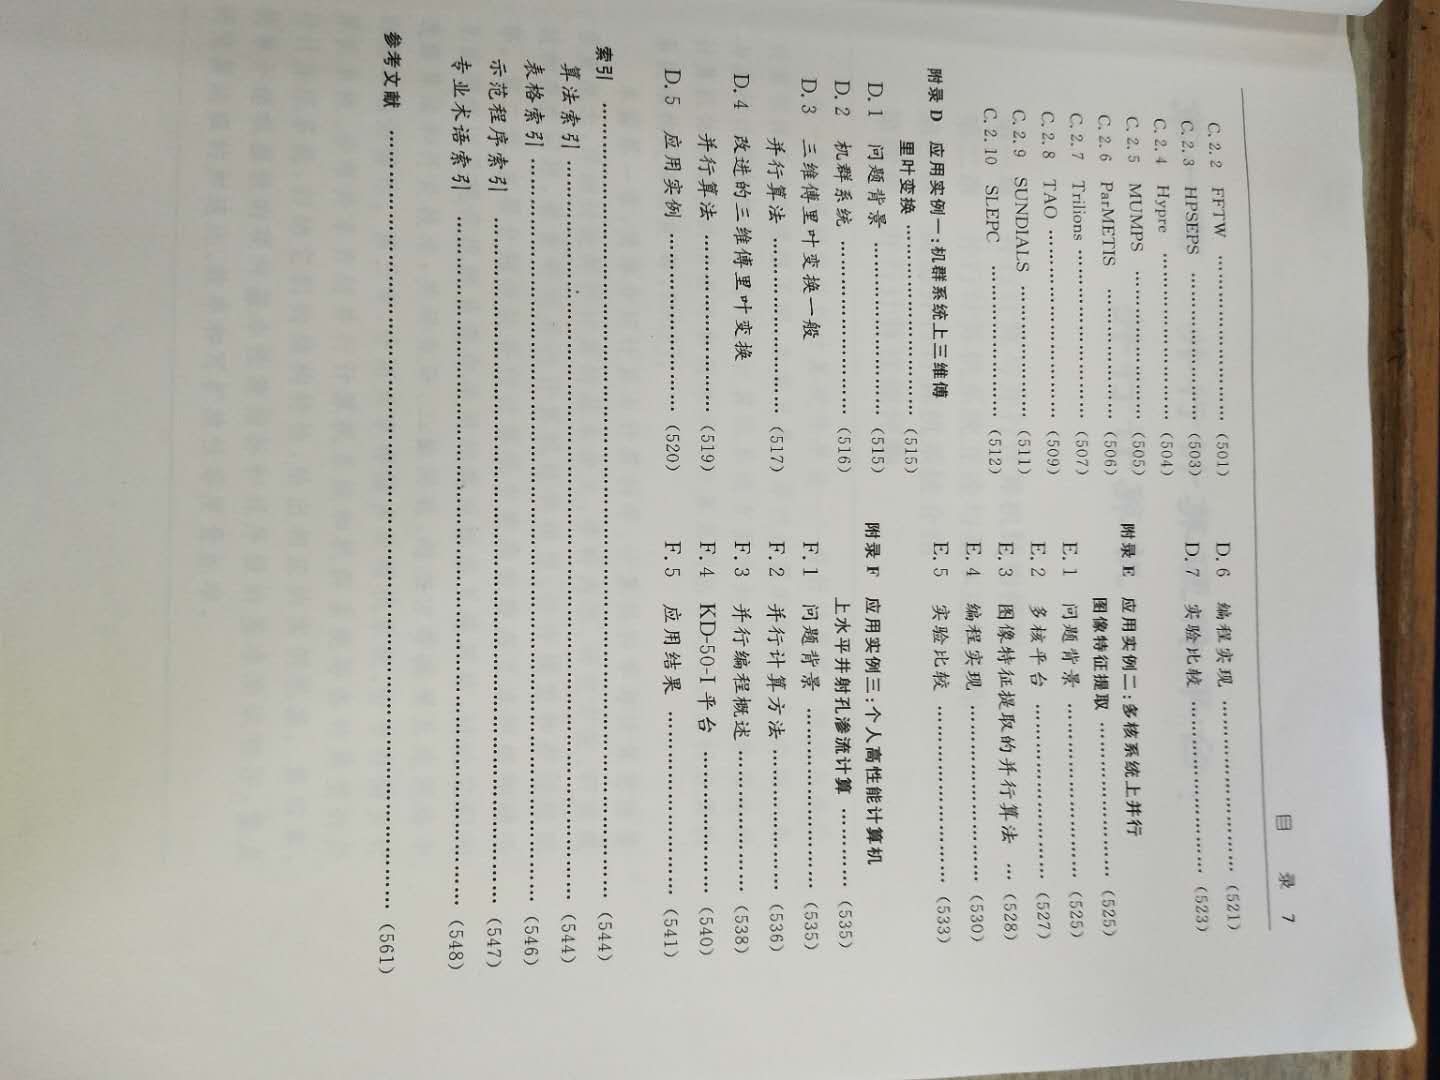 目 录 7
C.2.2 FFTW ……………………… (501)
C.2.3 HPSEPS ……………………… (503)
C.2.4 Hypre ……………………… (504)
C.2.5 MUMPS ……………………… (505)
C.2.6 ParMETIS ……………………… (506)
C.2.7 Trilions ……………………… (507)
C.2.8 TAO ……………………… (509)
C.2.9 SUNDIALS ……………………… (511)
C.2.10 SLEPC ……………………… (512)
附录 D 应用实例一:机群系统上三维傅
里叶变换 ……………………… (515)
D.1 问题背景 ……………………… (515)
D.2 机群系统 ……………………… (516)
D.3 三维傅里叶变换一般
并行算法 ……………………… (517)
D.4 改进的三维傅里叶变换
并行算法 ……………………… (519)
D.5 应用实例 ……………………… (520)
D.6 编程实现 ……………………… (521)
D.7 实验比较 ……………………… (523)
附录 E 应用实例二:多核系统上并行
图像特征提取 ……………………… (525)
E.1 问题背景 ……………………… (525)
E.2 多核平台 ……………………… (527)
E.3 图像特征提取的并行算法 … (528)
E.4 编程实现 ……………………… (530)
E.5 实验比较 ……………………… (533)
附录 F 应用实例三:个人高性能计算机
上水平井射孔渗流计算 ………… (535)
F.1 问题背景 ……………………… (535)
F.2 并行计算方法 ……………………… (536)
F.3 并行编程概述 ……………………… (538)
F.4 KD-50-I 平台 ……………………… (540)
F.5 应用结果 ……………………… (541)
索引 ……………………… (544)
算法索引 ……………………… (544)
表格索引 ……………………… (546)
示范程序索引 ……………………… (547)
专业术语索引 ……………………… (548)
参考文献 ……………………… (561)